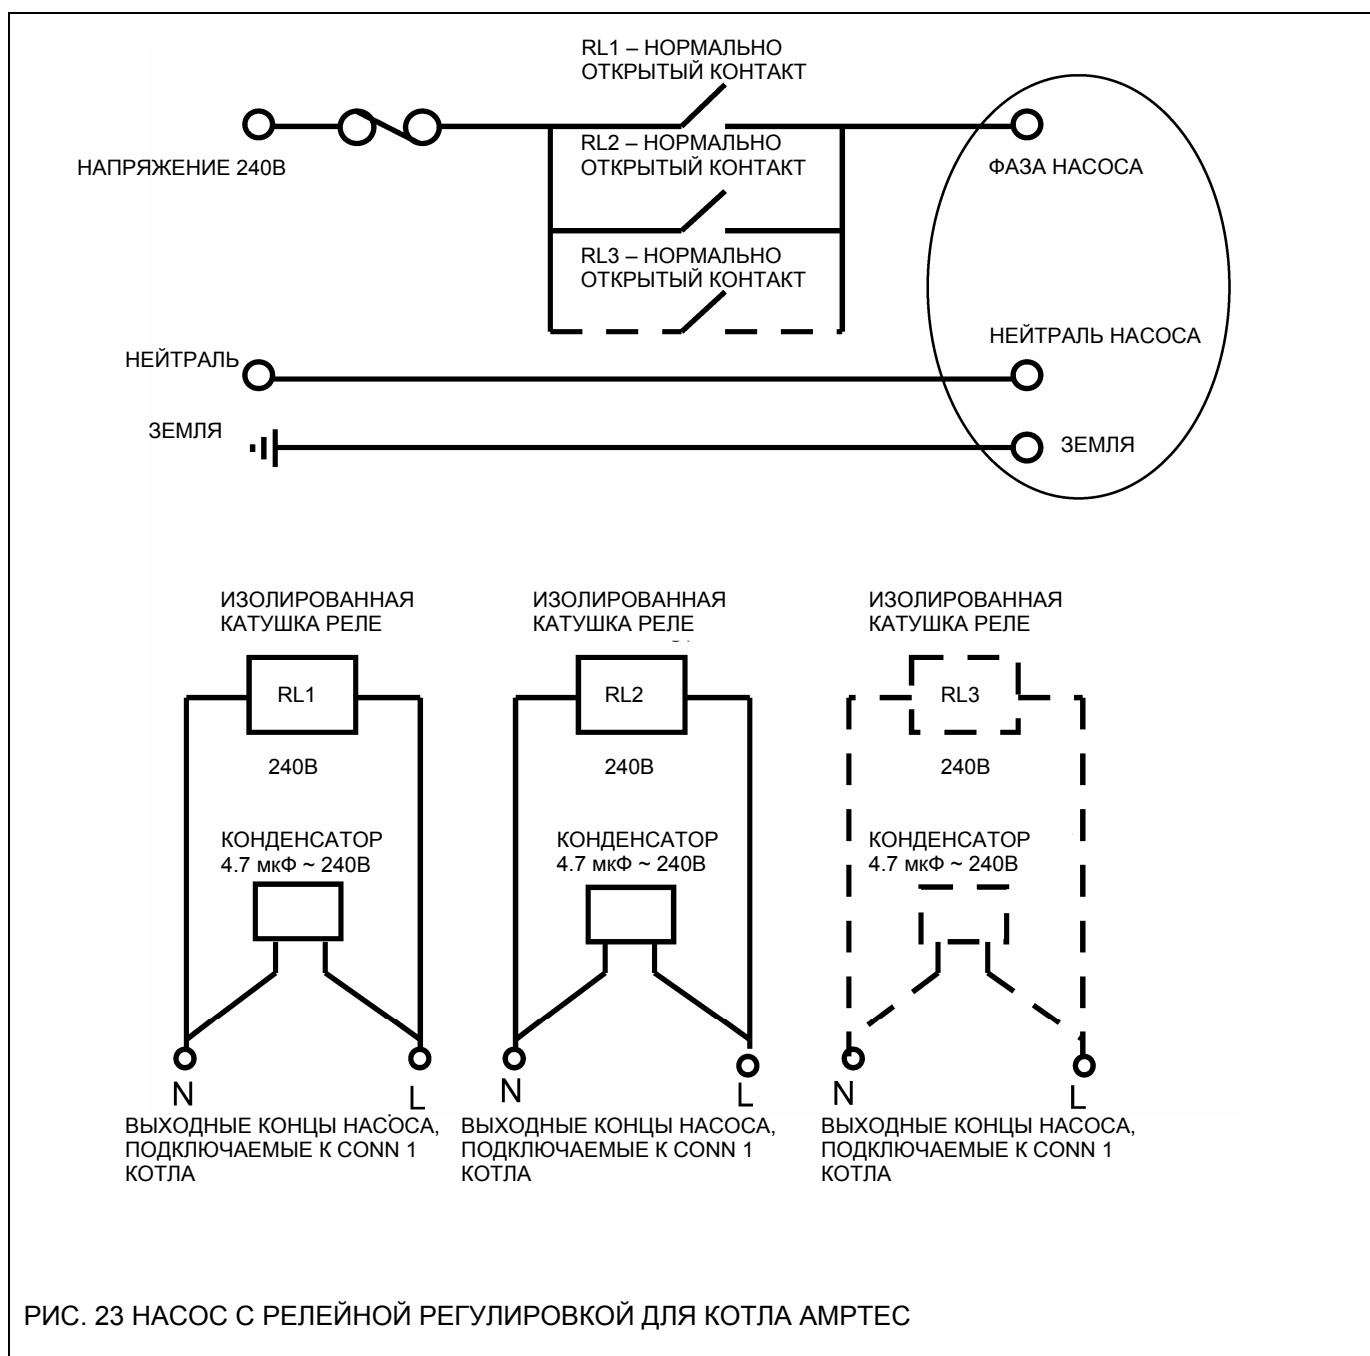 RL1 – НОРМАЛЬНО
ОТКРЫТЫЙ КОНТАКТ
НАПРЯЖЕНИЕ 240В
RL2 – НОРМАЛЬНО
ОТКРЫТЫЙ КОНТАКТ
ФАЗА НАСОСА
RL3 – НОРМАЛЬНО
ОТКРЫТЫЙ КОНТАКТ
НЕЙТРАЛЬ НАСОСА
НЕЙТРАЛЬ
ЗЕМЛЯ
ЗЕМЛЯ
ИЗОЛИРОВАННАЯ
КАТУШКА РЕЛЕ
RL1
240В
КОНДЕНСАТОР
4.7 мкФ ~ 240В
N
L
ВЫХОДНЫЕ КОНЦЫ НАСОСА,
ПОДКЛЮЧАЕМЫЕ К CONN 1
КОТЛА
ИЗОЛИРОВАННАЯ
КАТУШКА РЕЛЕ
RL2
240В
КОНДЕНСАТОР
4.7 мкФ ~ 240В
N
L
ВЫХОДНЫЕ КОНЦЫ НАСОСА,
ПОДКЛЮЧАЕМЫЕ К CONN 1
КОТЛА
ИЗОЛИРОВАННАЯ
КАТУШКА РЕЛЕ
RL3
240В
КОНДЕНСАТОР
4.7 мкФ ~ 240В
N
L
ВЫХОДНЫЕ КОНЦЫ НАСОСА,
ПОДКЛЮЧАЕМЫЕ К CONN 1
КОТЛА
РИС. 23 НАСОС С РЕЛЕЙНОЙ РЕГУЛИРОВКОЙ ДЛЯ КОТЛА AMPTEC